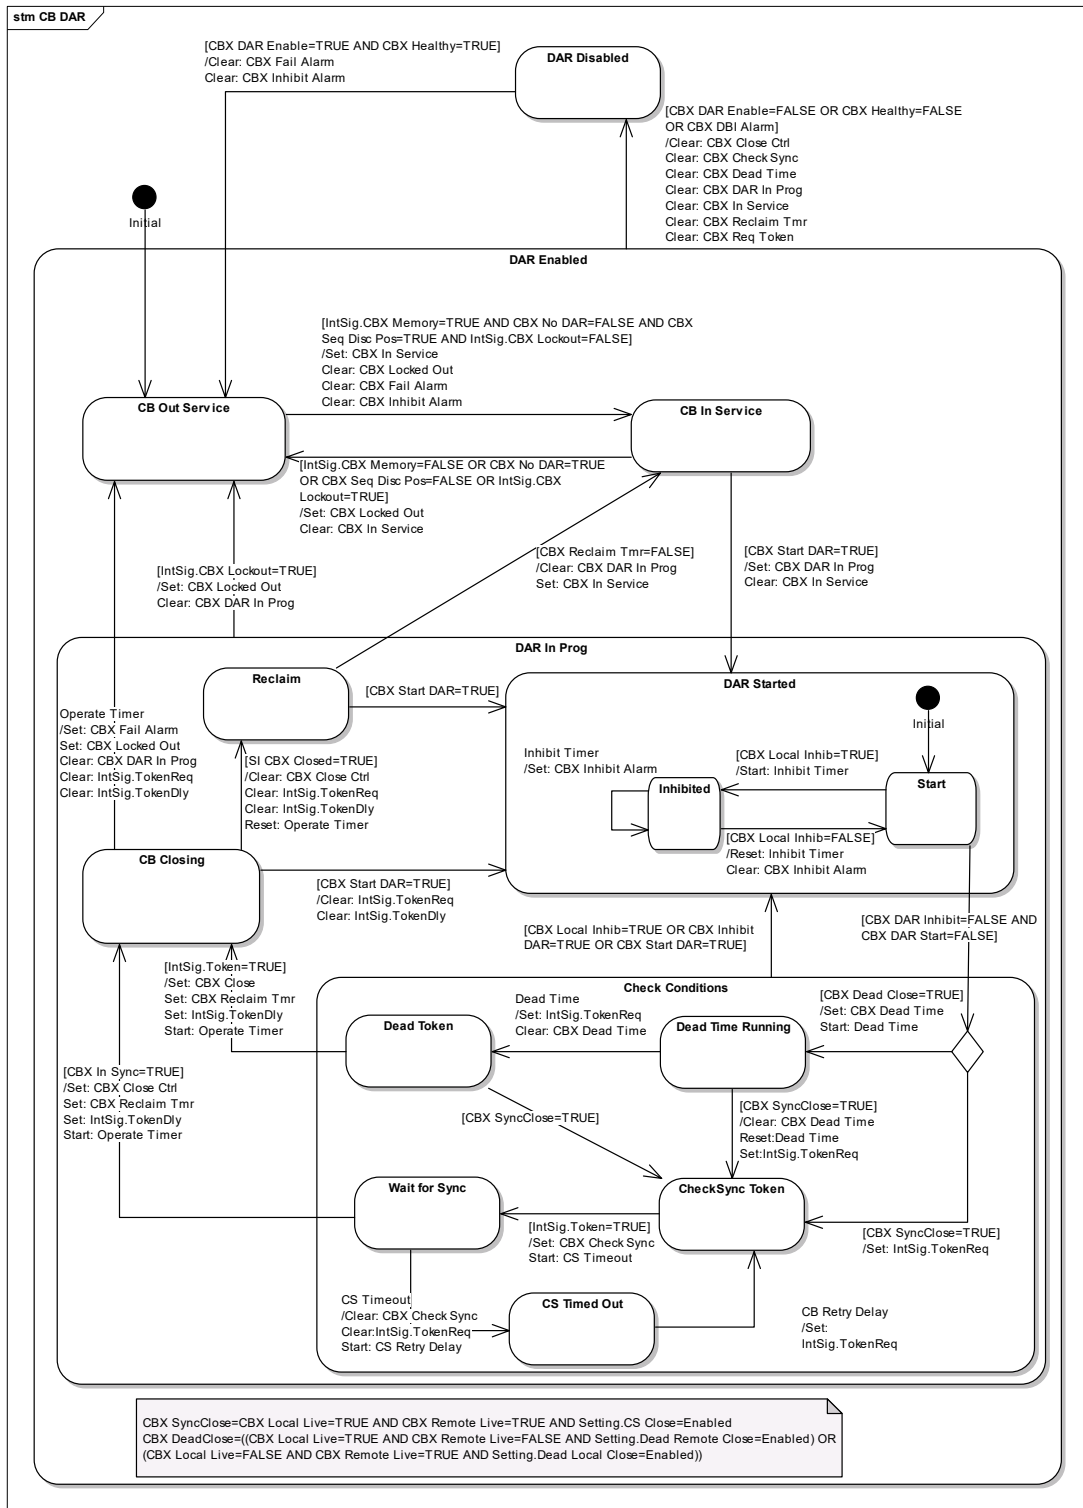 stm CB DAR
[CBX DAR Enable=TRUE AND CBX Healthy=TRUE]
/Clear: CBX Fail Alarm
Clear: CBX Inhibit Alarm
DAR Disabled
[CBX DAR Enable=FALSE OR CBX Healthy=FALSE
OR CBX DBI Alarm]
/Clear: CBX Close Ctrl
Clear: CBX Check Sync
Clear: CBX Dead Time
Clear: CBX DAR In Prog
Clear: CBX In Service
Clear: CBX Reclaim Tmr
Clear: CBX Req Token
Initial
DAR Enabled
[IntSig.CBX Memory=TRUE AND CBX No DAR=FALSE AND CBX
Seq Disc Pos=TRUE AND IntSig.CBX Lockout=FALSE]
/Set: CBX In Service
Clear: CBX Locked Out
Clear: CBX Fail Alarm
Clear: CBX Inhibit Alarm
CB Out Service
CB In Service
[IntSig.CBX Memory=FALSE OR CBX No DAR=TRUE
OR CBX Seq Disc Pos=FALSE OR IntSig.CBX
Lockout=TRUE]
/Set: CBX Locked Out
Clear: CBX In Service
[CBX Reclaim Tmr=FALSE]
/Clear: CBX DAR In Prog
Set: CBX In Service
[CBX Start DAR=TRUE]
/Set: CBX DAR In Prog
Clear: CBX In Service
[IntSig.CBX Lockout=TRUE]
/Set: CBX Locked Out
Clear: CBX DAR In Prog
DAR In Prog
Reclaim
[CBX Start DAR=TRUE]
DAR Started
Initial
Operate Timer
/Set: CBX Fail Alarm
Set: CBX Locked Out
Clear: CBX DAR In Prog
Clear: IntSig.TokenReq
Clear: IntSig.TokenDly
[SI CBX Closed=TRUE]
/Clear: CBX Close Ctrl
Clear: IntSig.TokenReq
Clear: IntSig.TokenDly
Reset: Operate Timer
Inhibit Timer
/Set: CBX Inhibit Alarm
[CBX Local Inhib=TRUE]
/Start: Inhibit Timer
Inhibited
Start
[CBX Local Inhib=FALSE]
/Reset: Inhibit Timer
Clear: CBX Inhibit Alarm
CB Closing
[CBX Start DAR=TRUE]
/Clear: IntSig.TokenReq
Clear: IntSig.TokenDly
[CBX Local Inhib=TRUE OR CBX Inhibit
DAR=TRUE OR CBX Start DAR=TRUE]
[CBX DAR Inhibit=FALSE AND
CBX DAR Start=FALSE]
[IntSig.Token=TRUE]
/Set: CBX Close
Set: CBX Reclaim Tmr
Set: IntSig.TokenDly
Start: Operate Timer
Check Conditions
Dead Time
/Set: IntSig.TokenReq
Clear: CBX Dead Time
[CBX Dead Close=TRUE]
/Set: CBX Dead Time
Start: Dead Time
Dead Token
Dead Time Running
[CBX In Sync=TRUE]
/Set: CBX Close Ctrl
Set: CBX Reclaim Tmr
Set: IntSig.TokenDly
Start: Operate Timer
[CBX SyncClose=TRUE]
[CBX SyncClose=TRUE]
/Clear: CBX Dead Time
Reset:Dead Time
Set:IntSig.TokenReq
Wait for Sync
CheckSync Token
[IntSig.Token=TRUE]
/Set: CBX Check Sync
Start: CS Timeout
[CBX SyncClose=TRUE]
/Set: IntSig.TokenReq
CS Timeout
/Clear: CBX Check Sync
Clear:IntSig.TokenReq
Start: CS Retry Delay
CS Timed Out
CB Retry Delay
/Set:
IntSig.TokenReq
CBX SyncClose=CBX Local Live=TRUE AND CBX Remote Live=TRUE AND Setting.CS Close=Enabled
CBX DeadClose=((CBX Local Live=TRUE AND CBX Remote Live=FALSE AND Setting.Dead Remote Close=Enabled) OR
(CBX Local Live=FALSE AND CBX Remote Live=TRUE AND Setting.Dead Local Close=Enabled))